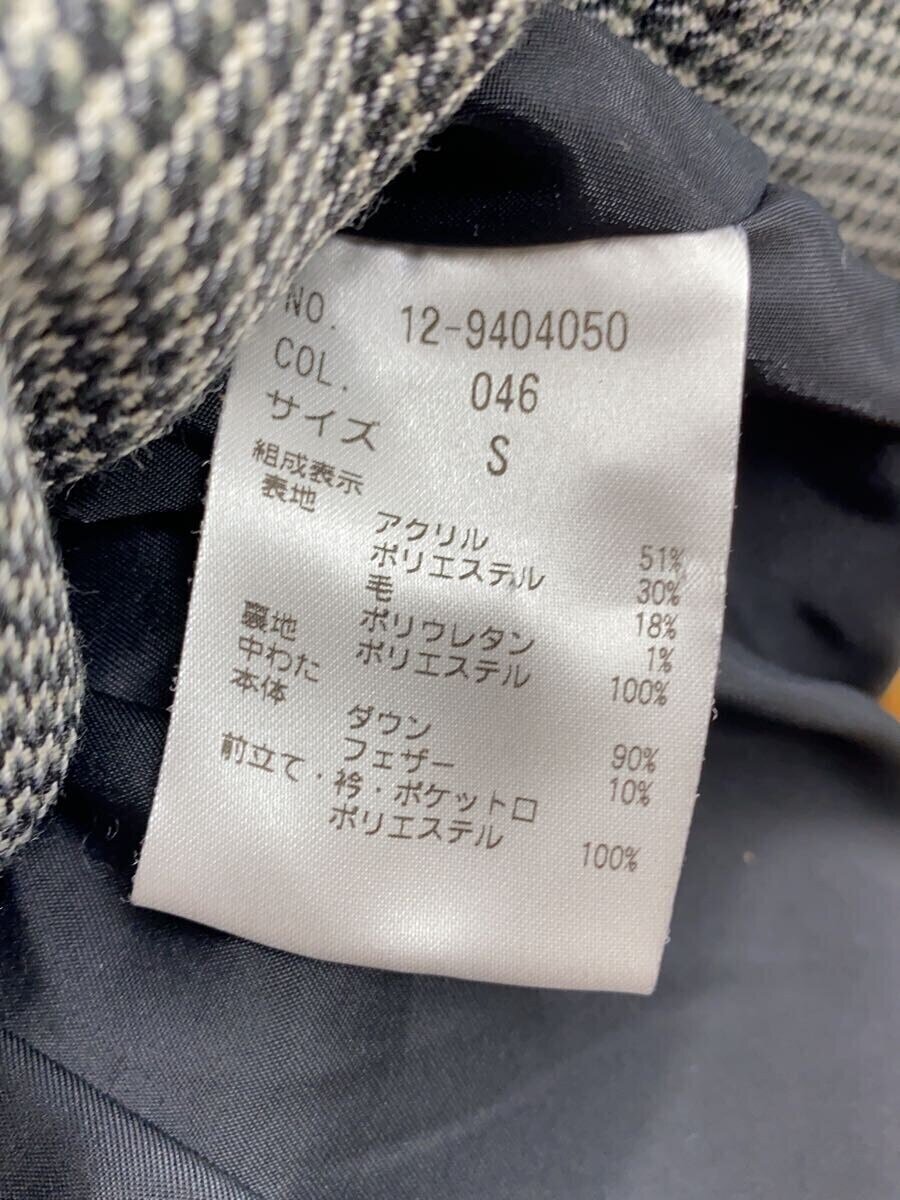 NO. 12-9404050
COL. 046
サイズ S
組成表示
表地
アクリル 51%
ポリエステル 30%
毛 18%
ポリウレタン 1%
裏地 ポリエステル 100%
中わた
本体
ダウン 90%
フェザー 10%
前立て・衿・ポケット口
ポリエステル 100%